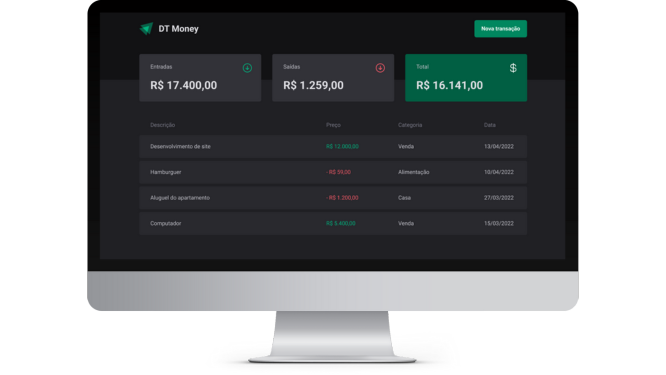 DT Money
Nova transação
Entradas
Saídas
Total
$
R$ 17.400,00
R$ 1.259,00
R$ 16.141,00
Descrição Preço Categoria Data
Desenvolvimento de site R$ 12.000,00 Venda 13/04/2022
Hamburguer - R$ 59,00 Alimentação 10/04/2022
Aluguel do apartamento - R$ 1.200,00 Casa 27/03/2022
Computador R$ 5.400,00 Venda 15/03/2022